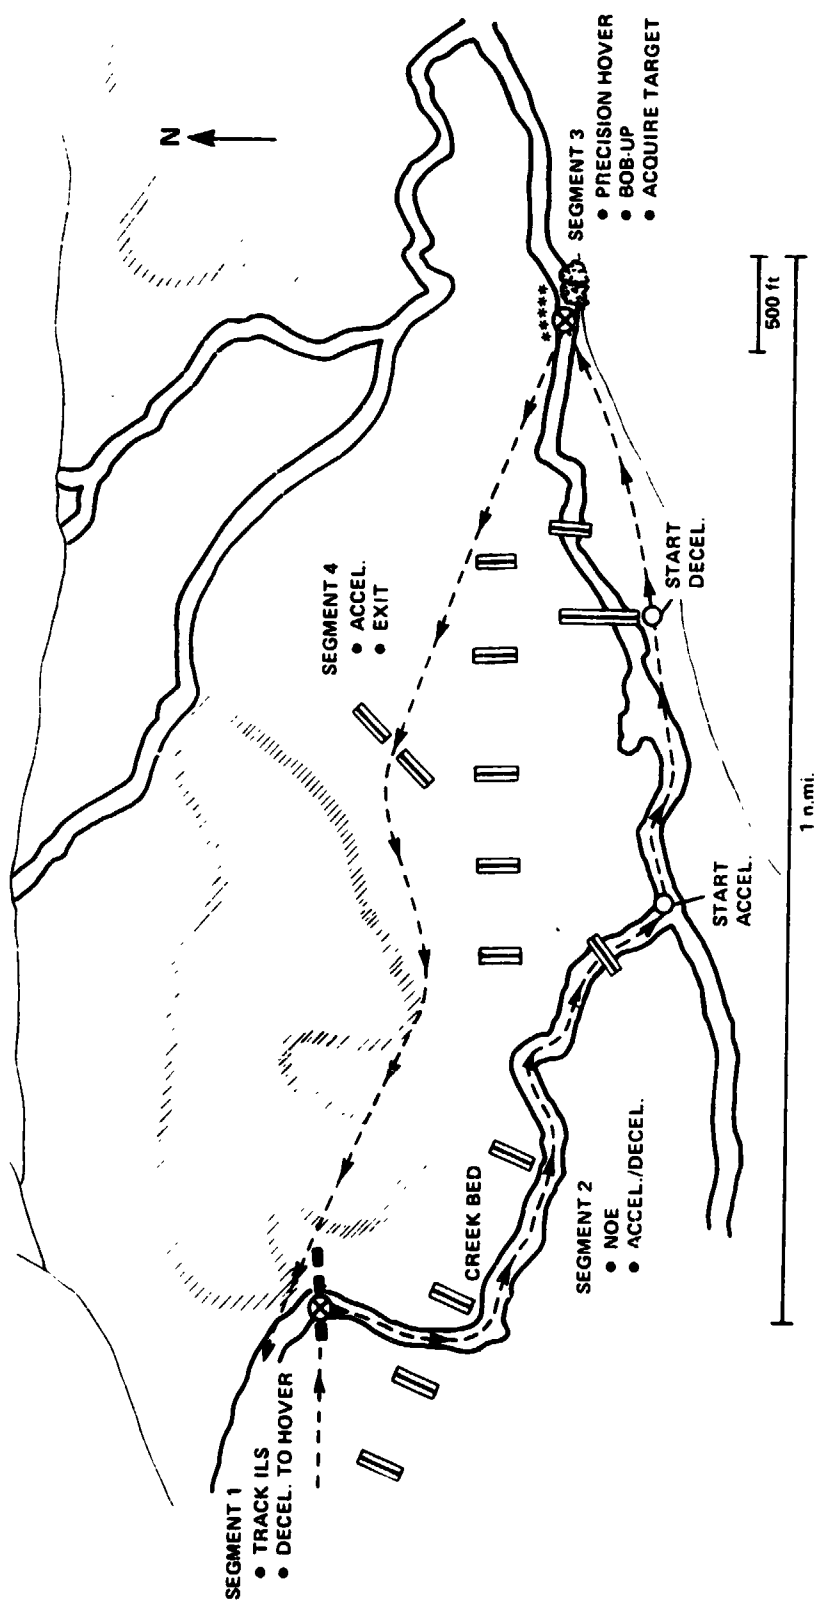 N
SEGMENT 1
• TRACK ILS
• DECEL. TO HOVER
SEGMENT 4
• ACCEL.
• EXIT
*****
SEGMENT 3
• PRECISION HOVER
• BOB-UP
• ACQUIRE TARGET
CREEK BED
SEGMENT 2
• NOE
• ACCEL./DECEL.
START
ACCEL.
START
DECEL.
500 ft
1 n.mi.